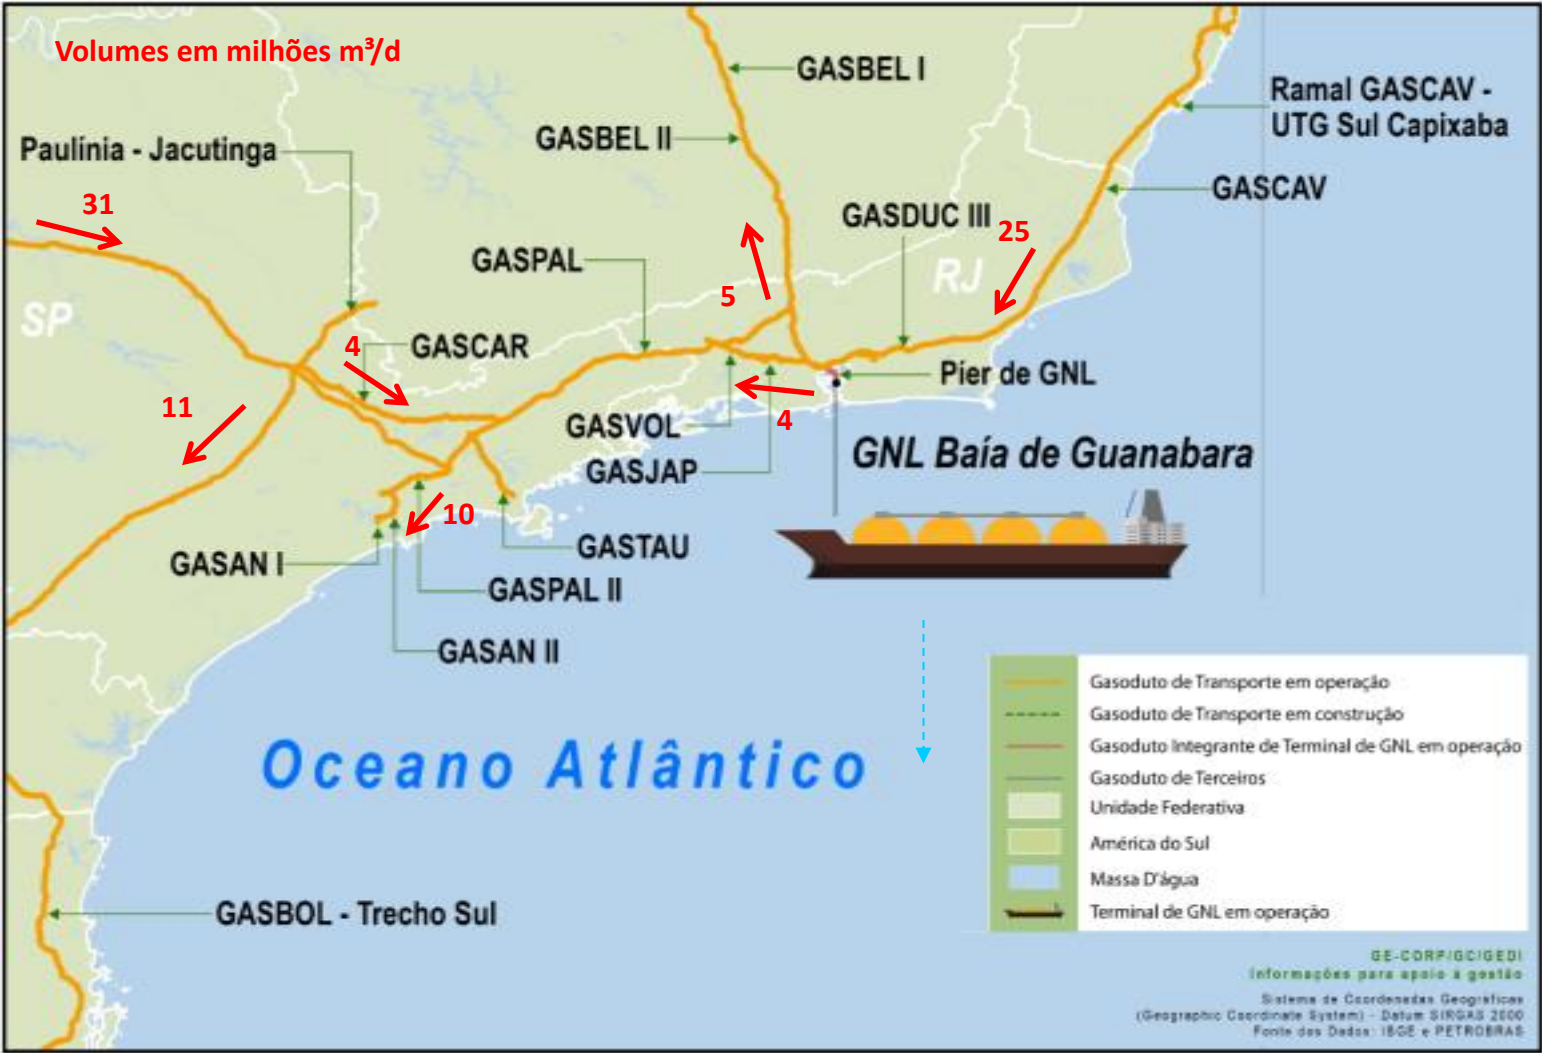 Volumes em milhões m³/d
GASBEL I
Ramal GASCAV -
UTG Sul Capixaba
GASBEL II
Paulínia - Jacutinga
GASCAV
31
GASDUC III
25
GASPAL
RJ
5
SP
4
GASCAR
Pier de GNL
11
4
GASVOL
GNL Baía de Guanabara
GASJAP
10
GASTAU
GASAN I
GASPAL II
GASAN II
Gasoduto de Transporte em operação
Gasoduto de Transporte em construção
Gasoduto Integrante de Terminal de GNL em operação
Gasoduto de Terceiros
Unidade Federativa
América do Sul
Massa D'água
Terminal de GNL em operação
Oceano Atlântico
GASBOL - Trecho Sul
GE-CORP/GC/GEDI
Informações para apoio à gestão
Sistema de Coordenadas Geográficas
(Geographic Coordinate System) - Datum SIRGAS 2000
Fonte dos Dados: IBGE e PETROBRAS